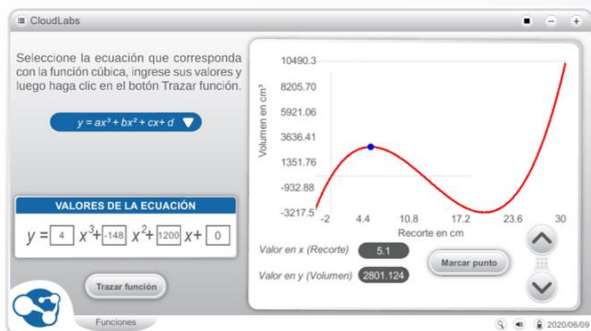 CloudLabs
Seleccione la ecuación que corresponda
con la función cúbica, ingrese sus valores y
luego haga clic en el botón Trazar función.
y = ax³ + bx² + cx+ d
VALORES DE LA ECUACIÓN
y = 4 x³+ -148 x²+ 1200 x+ 0
Trazar función
Funciones
Volumen en cm³
10490.3
8205.70
5921.06
3636.41
1351.76
-932.88
-3217.5
-2 4.4 10.8 17.2 23.6 30
Recorte en cm
Valor en x (Recorte) 5.1
Valor en y (Volumen) 2801.124
Marcar punto
2020/06/09